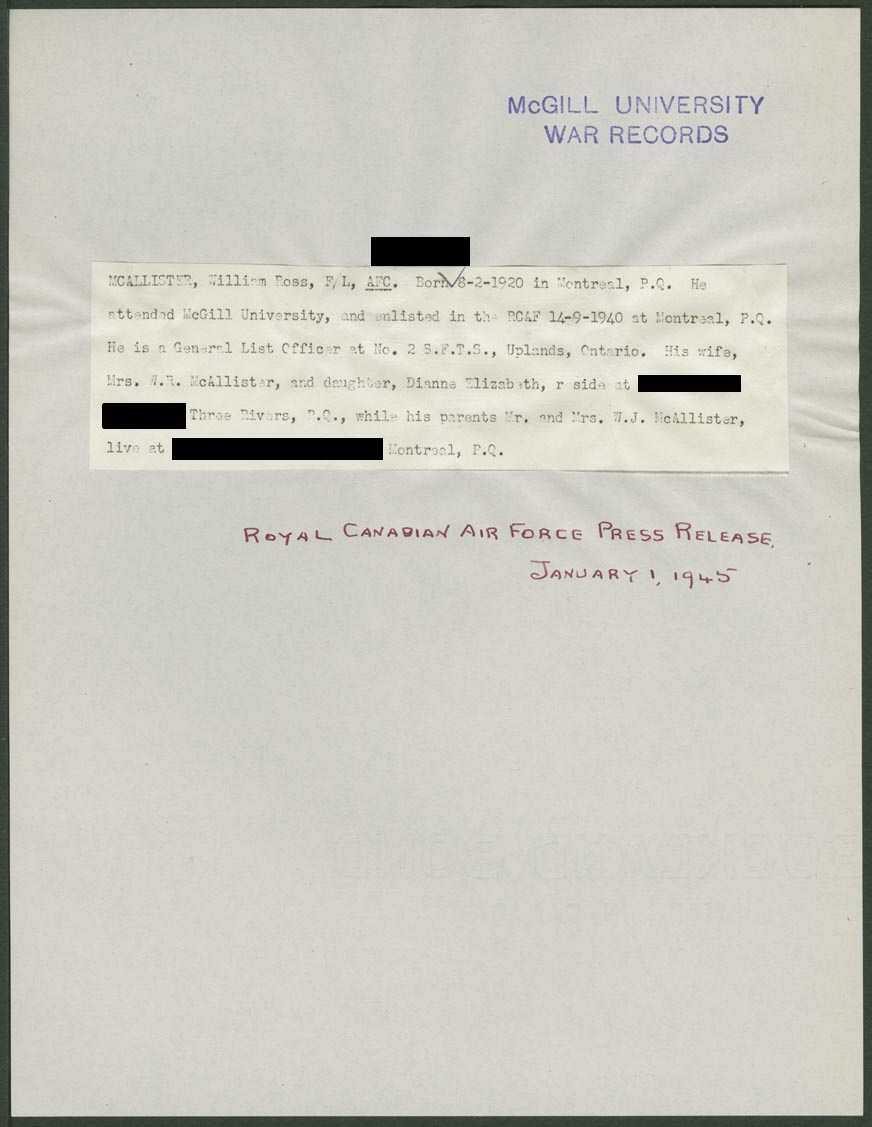 McGILL UNIVERSITY
WAR RECORDS
MCALLISTER, William Ross, F/L, AFC. Born 8-2-1920 in Montreal, P.Q. He
attended McGill University, and enlisted in the RCAF 14-9-1940 at Montreal, P.Q.
He is a General List Officer at No. 2 S.F.T.S., Uplands, Ontario. His wife,
Mrs. W.R. McAllister, and daughter, Dianne Elizabeth, reside at
Three Rivers, P.Q., while his parents Mr. and Mrs. W.J. McAllister,
live at Montreal, P.Q.
ROYAL CANADIAN AIR FORCE PRESS RELEASE,
JANUARY 1, 1945